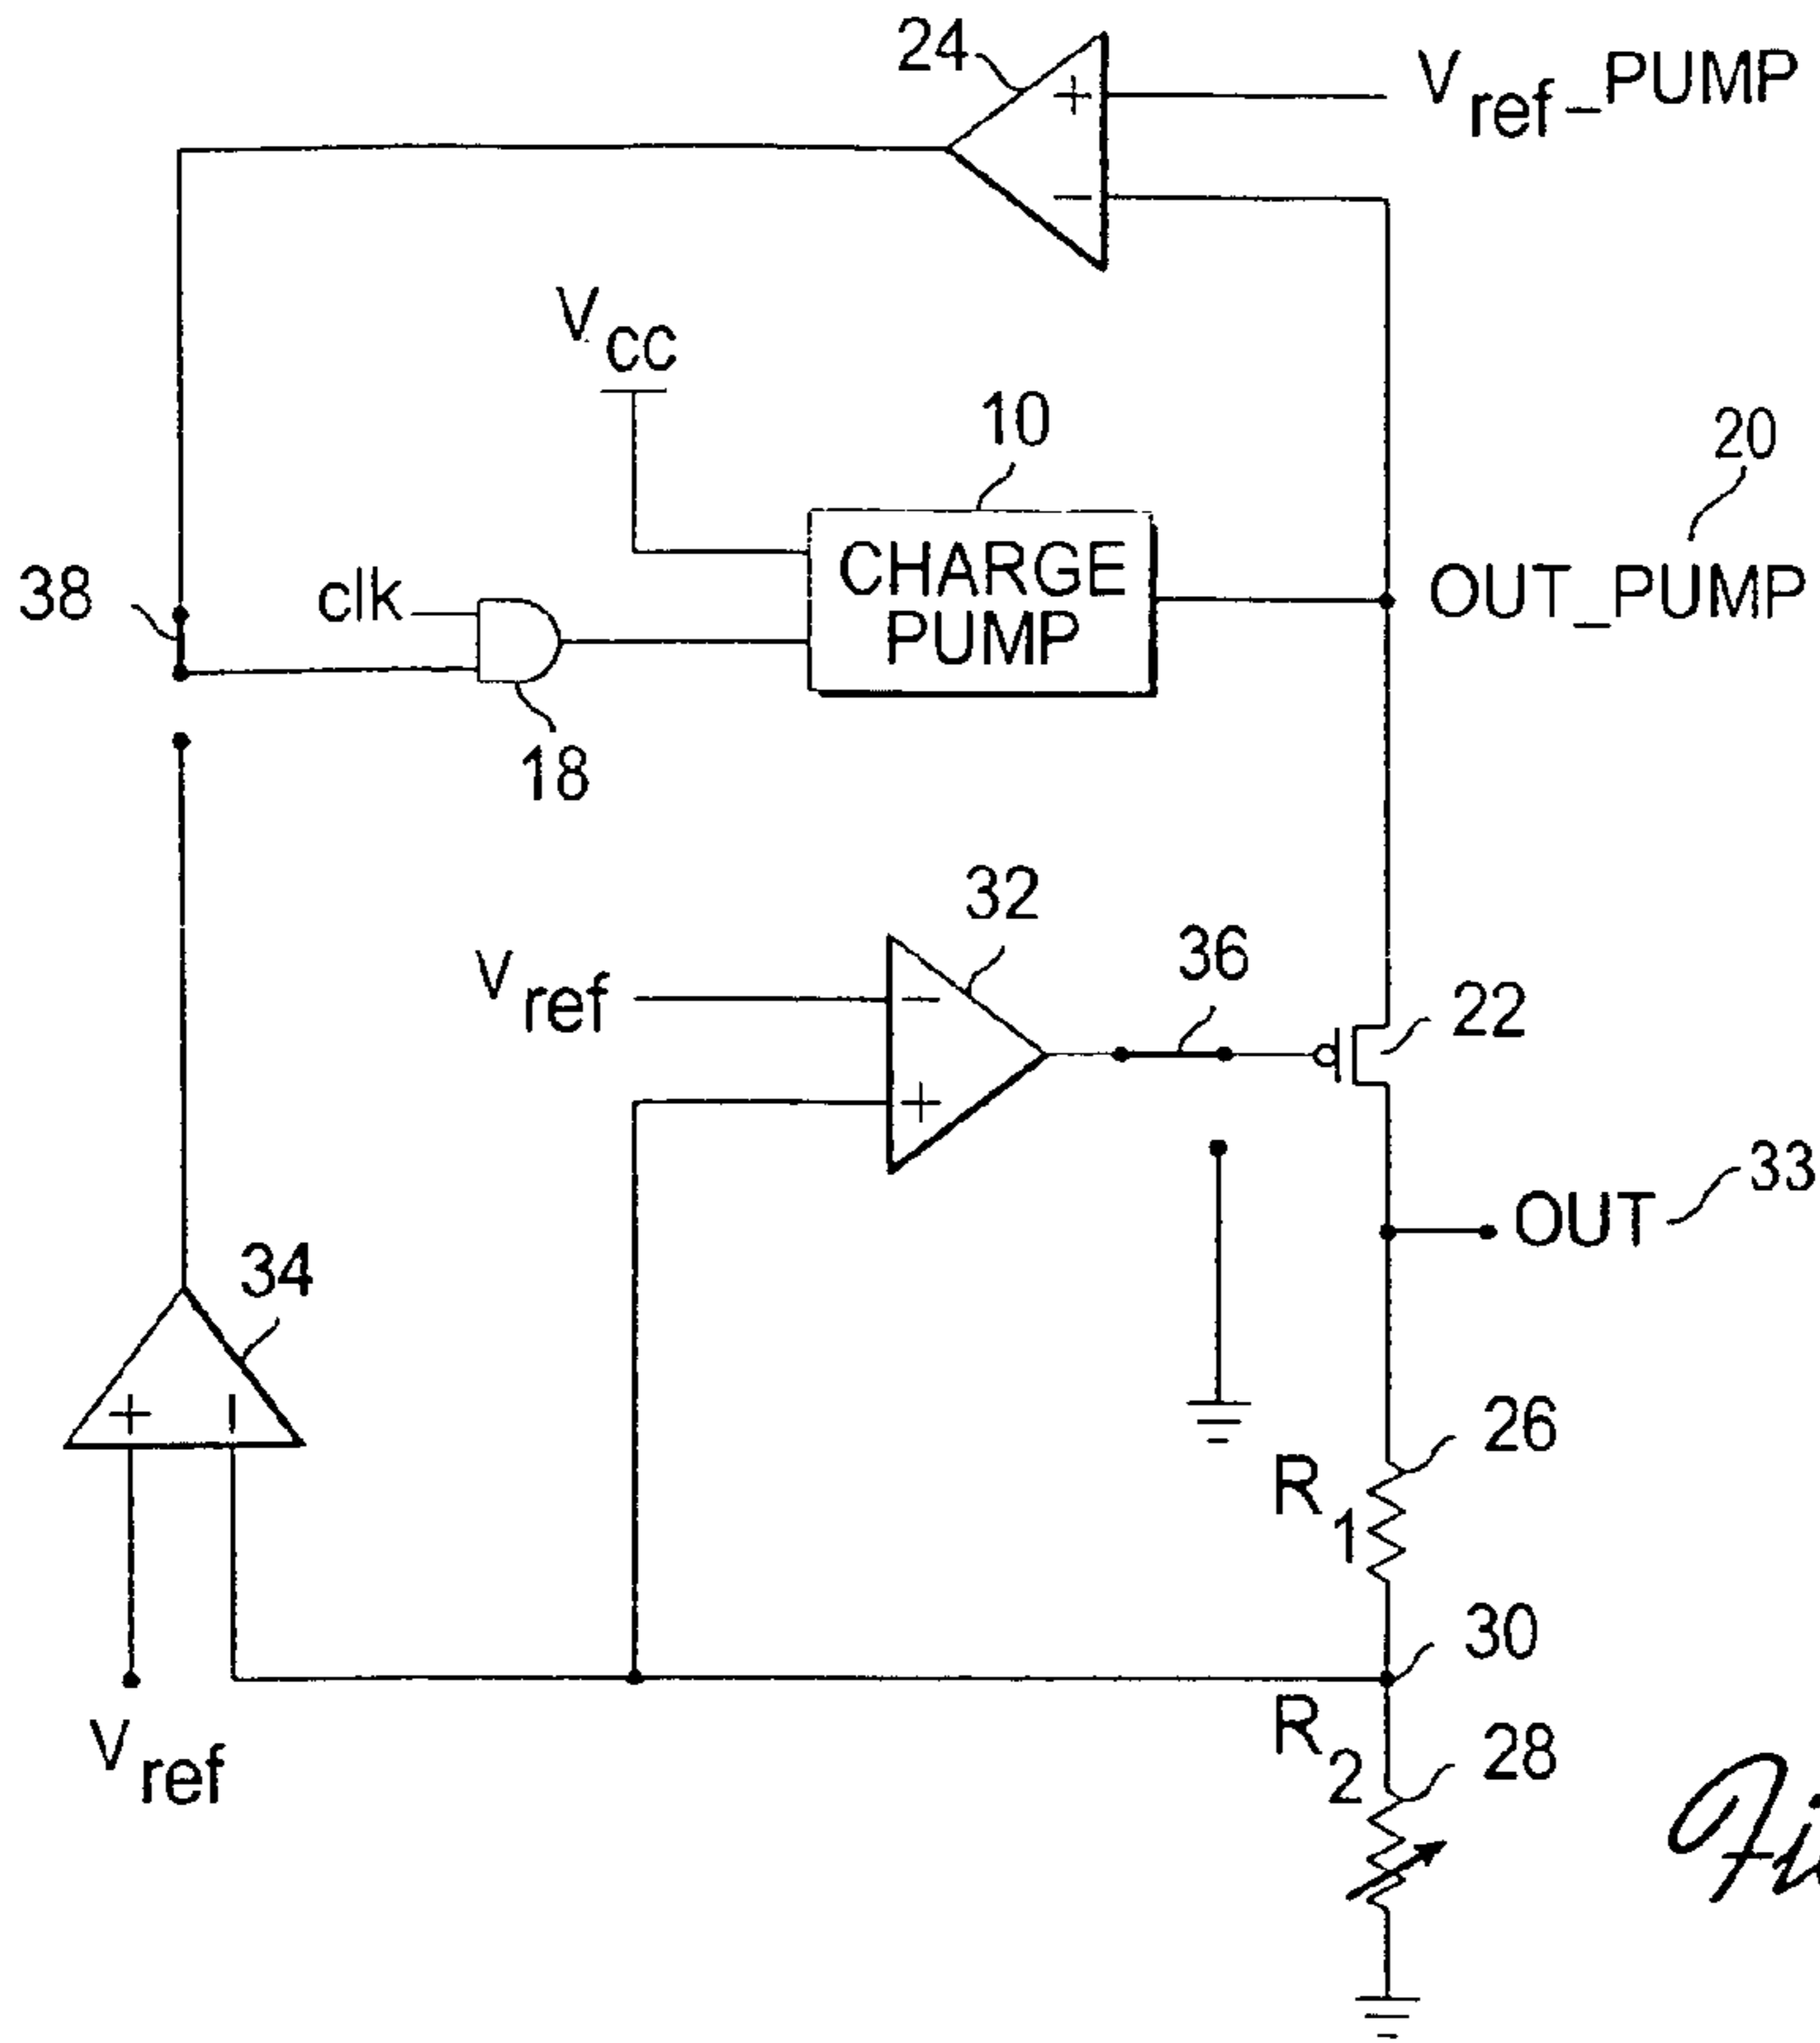 24
V ref_PUMP
Vcc
10
20
38
clk
CHARGE
PUMP
OUT_PUMP
18
32
Vref
36
22
33
OUT
34
26
R1
30
Vref
R2
28